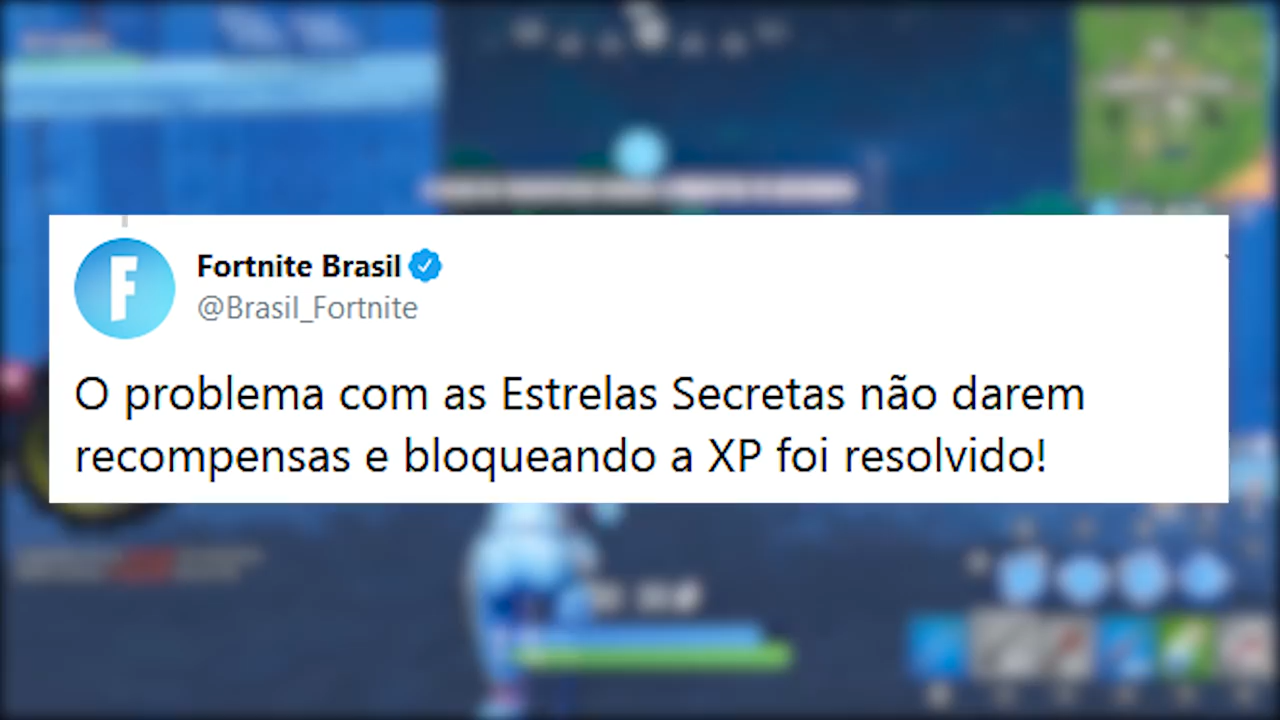 Fortnite Brasil
@Brasil_Fortnite
O problema com as Estrelas Secretas não darem
recompensas e bloqueando a XP foi resolvido!